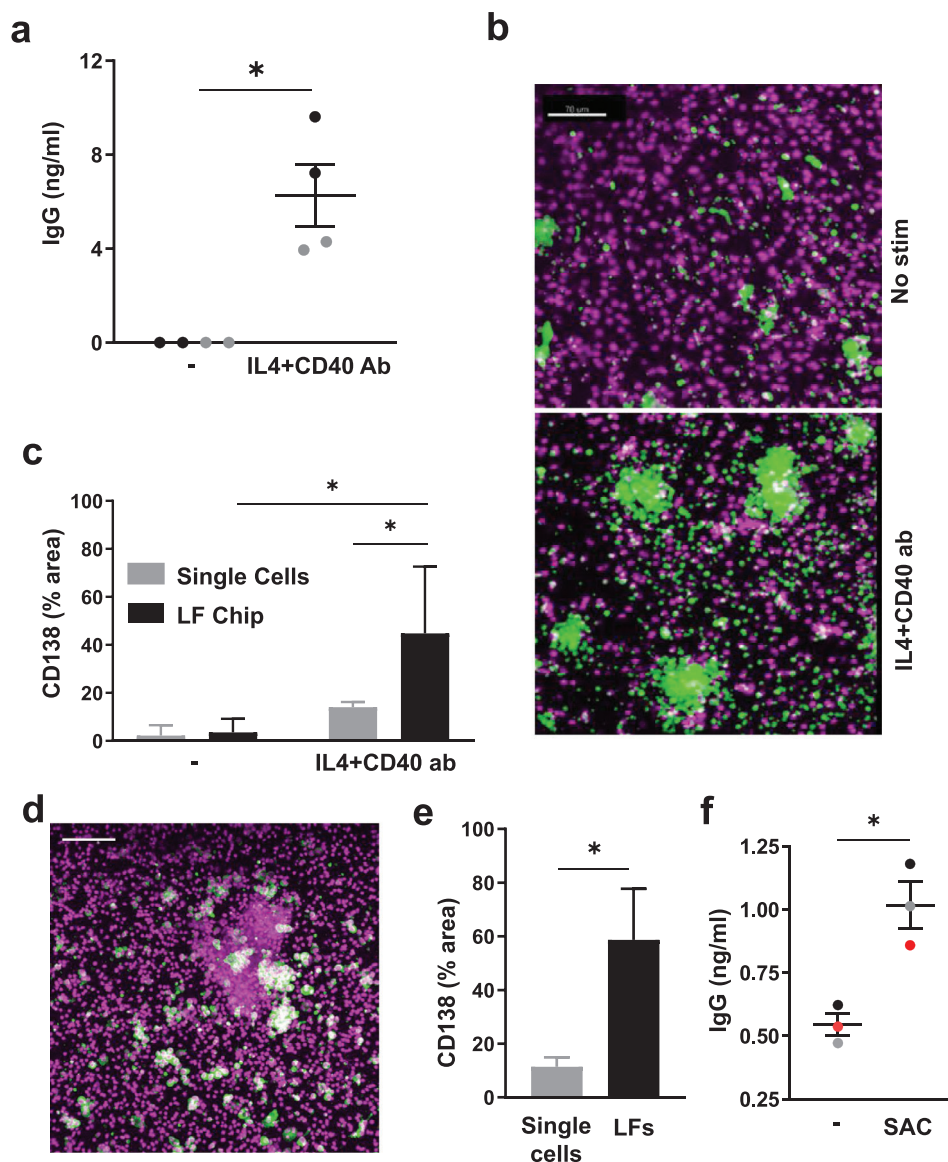 a
*
12
8
4
0
IgG (ng/ml)
-
IL4+CD40 Ab
b
70 um
No stim
IL4+CD40 ab
c
*
*
100
80
60
40
20
0
CD138 (% area)
Single Cells
LF Chip
-
IL4+CD40 ab
d
e
*
100
80
60
40
20
0
CD138 (% area)
Single
cells
LFs
f
*
1.25
1.00
0.75
0.50
0.25
IgG (ng/ml)
-
SAC